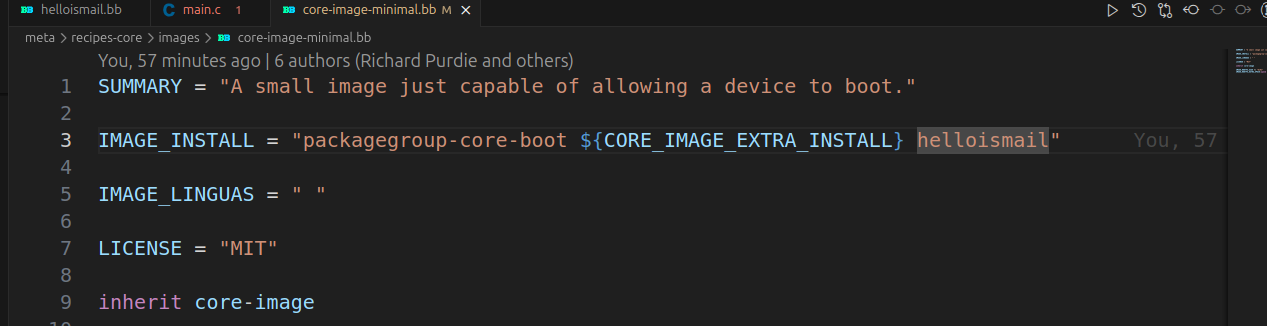 helloismail.bb
C main.c 1
core-image-minimal.bb M
meta > recipes-core > images > core-image-minimal.bb
You, 57 minutes ago | 6 authors (Richard Purdie and others)
1 SUMMARY = "A small image just capable of allowing a device to boot."
2
3 IMAGE_INSTALL = "packagegroup-core-boot ${CORE_IMAGE_EXTRA_INSTALL} helloismail" You, 57
4
5 IMAGE_LINGUAS = " "
6
7 LICENSE = "MIT"
8
9 inherit core-image
10